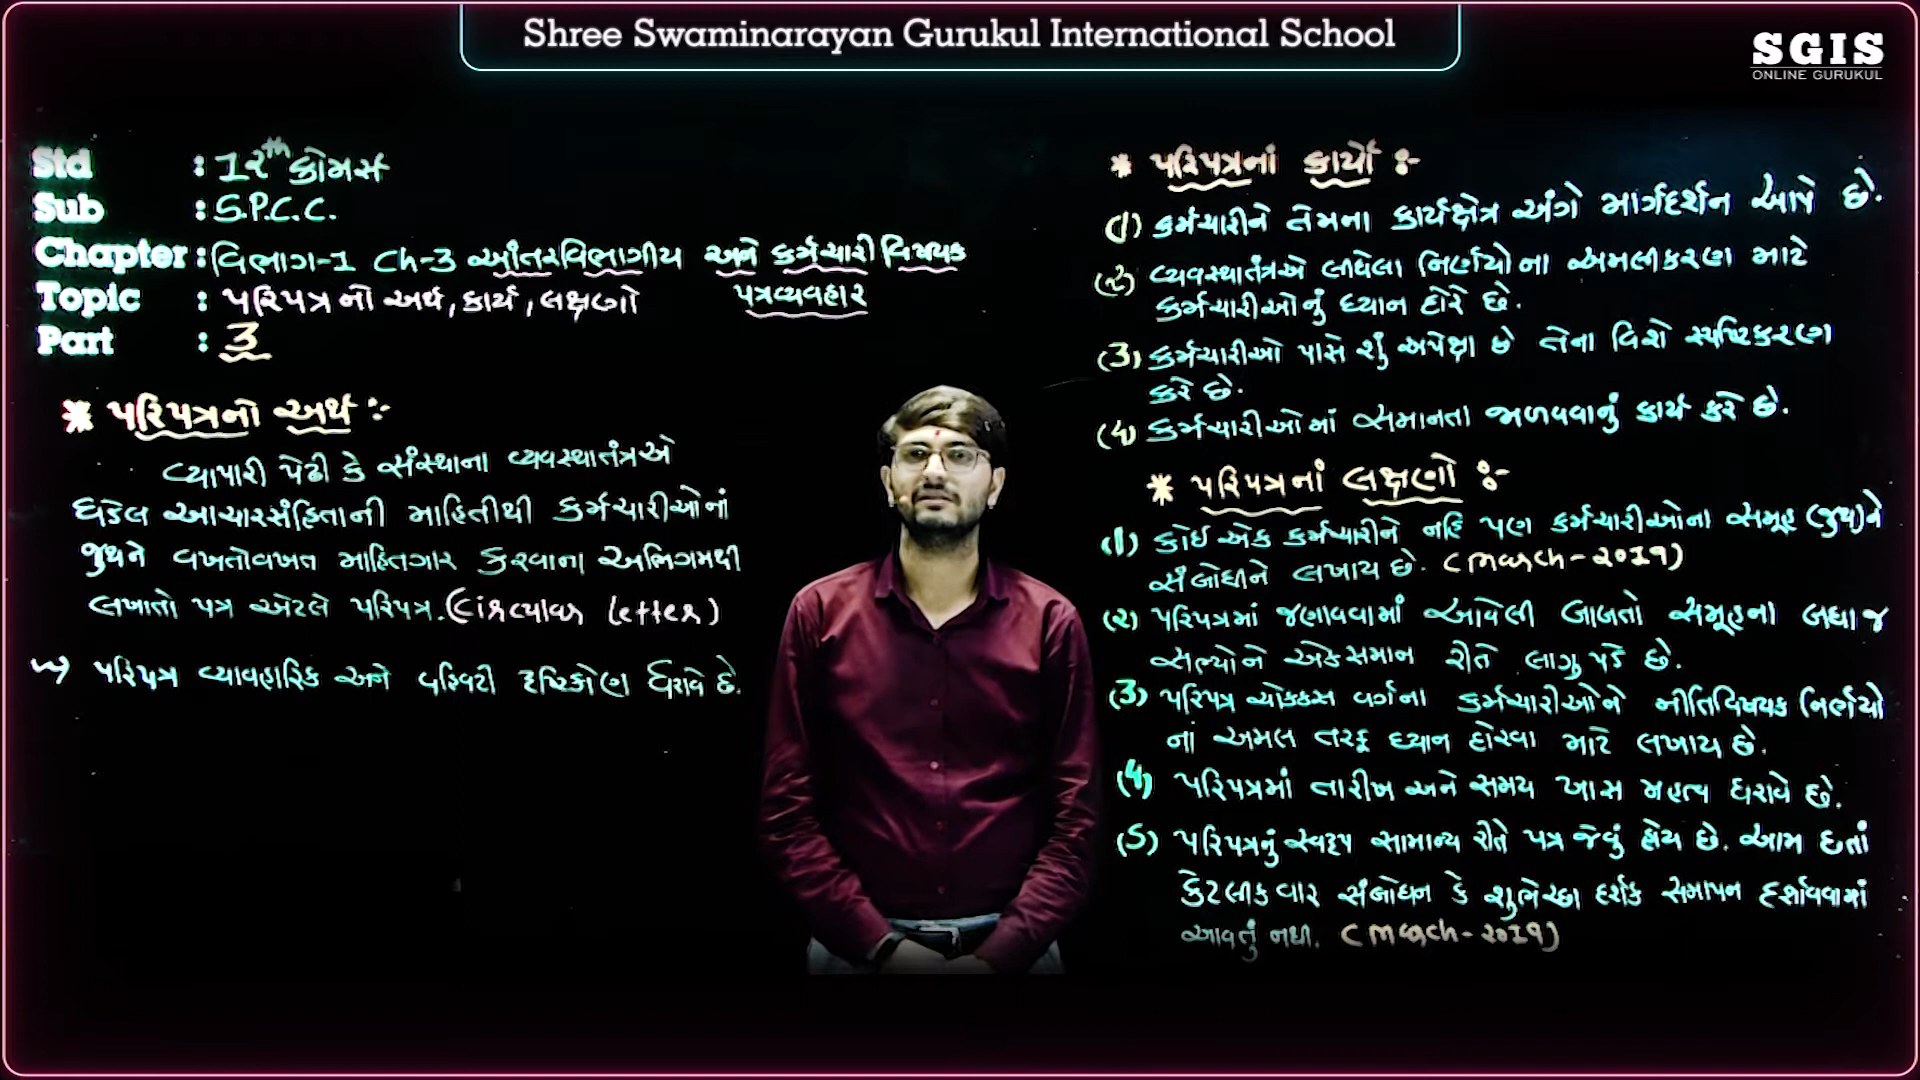 Shree Swaminarayan Gurukul International School
SGIS
ONLINE GURUKUL
Std : 12th કોમર્સ
Sub : S.P.C.C.
Chapter : વિભાગ-1 Ch-3 આંતરવિભાગીય અને કર્મચારી વિષયક
પત્રવ્યવહાર
Topic : પરિપત્રનો અર્થ, કાર્ય, લક્ષણો
Part : 3
* પરિપત્રનો અર્થ :-
વ્યાપારી પેઢી કે સંસ્થાના વ્યવસ્થાતંત્રએ
ઘડેલ આચારસંહિતાની માહિતીથી કર્મચારીઓનાં
જુથને વખતોવખત માહિતગાર કરવાના અભિગમથી
લખાતો પત્ર એટલે પરિપત્ર. (Circular letter)
→ પરિપત્ર વ્યાવહારિક અને વહિવટી દ્રષ્ટિકોણ ધરાવે છે.
* પરિપત્રનાં કાર્યો :-
(1) કર્મચારીને તેમના કાર્યક્ષેત્ર અંગે માર્ગદર્શન આપે છે.
(2) વ્યવસ્થાતંત્રએ લીધેલા નિર્ણયોના અમલીકરણ માટે
કર્મચારીઓનું ધ્યાન દોરે છે.
(3) કર્મચારીઓ પાસે શું અપેક્ષા છે તેના વિશે સ્પષ્ટિકરણ
કરે છે.
(4) કર્મચારીઓમાં સમાનતા જાળવવાનું કાર્ય કરે છે.
* પરિપત્રનાં લક્ષણો :-
(1) કોઈ એક કર્મચારીને નહિ પણ કર્મચારીઓના સમૂહ (જુથ)ને
સંબોધીને લખાય છે. (March-2019)
(2) પરિપત્રમાં જણાવવામાં આવેલી બાબતો સમૂહના બધા જ
સભ્યોને એકસમાન રીતે લાગુ પડે છે.
(3) પરિપત્ર ચોક્કસ વર્ગના કર્મચારીઓને નીતિવિષયક નિર્ણયો
નાં અમલ તરફ ધ્યાન દોરવા માટે લખાય છે.
(4) પરિપત્રમાં તારીખ અને સમય ખાસ મહત્વ ધરાવે છે.
(5) પરિપત્રનું સ્વરૂપ સામાન્ય રીતે પત્ર જેવું હોય છે. આમ છતાં
કેટલીકવાર સંબોધન કે શુભેચ્છા દર્શક સમાપન દર્શાવવામાં
આવતું નથી. (March-2019)